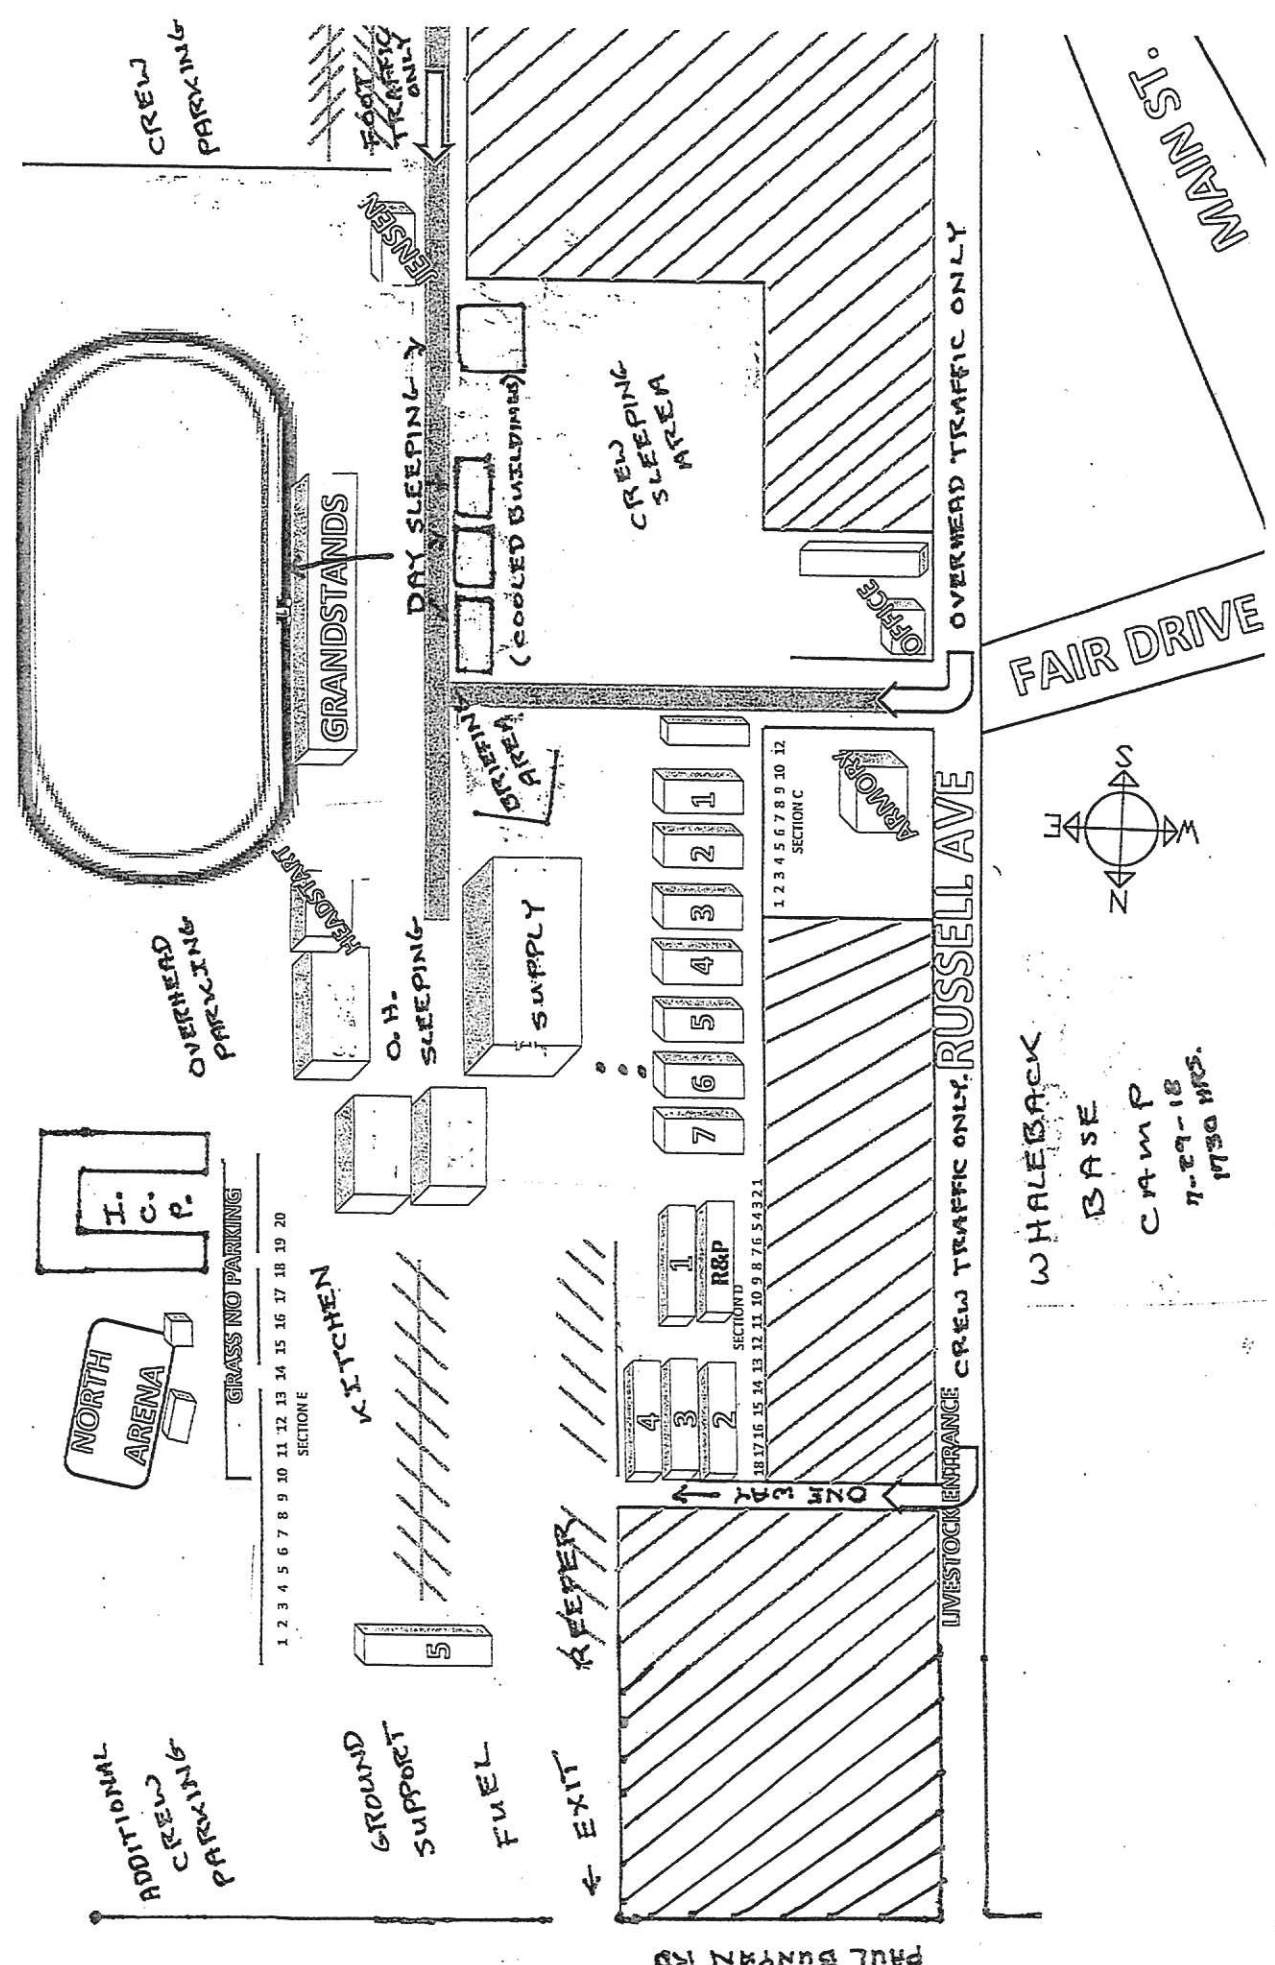 ADDITIONAL
CREW
PARKING
GROUND
SUPPORT
FUEL
← EXIT
PAUL BUNYAN RD
NORTH
ARENA
I.
C.
P.
GRASS NO PARKING
1 2 3 4 5 6 7 8 9 10 11 12 13 14 15 16 17 18 19 20
SECTION E
KITCHEN
5
REEFER
OVERHEAD
PARKING
HEADSTART
O.H.
SLEEPING
SUPPLY
BRIEFIN
AREA
GRANDSTANDS
DAY SLEEPING
(COOLED BUILDINGS)
CREW
SLEEPING
AREA
JENSEN
CREW
PARKING
FOOT
TRAFFIC
ONLY
4
3
2
1
R&P
SECTION D
18 17 16 15 14 13 12 11 10 9 8 7 6 5 4 3 2 1
7
6
5
4
3
2
1
1 2 3 4 5 6 7 8 9 10 12
SECTION C
ARMORY
OFFICE
ONE WAY →
LIVESTOCK ENTRANCE
CREW TRAFFIC ONLY.
RUSSELL AVE
OVERHEAD TRAFFIC ONLY
FAIR DRIVE
MAIN ST.
WHALEBACK
BASE
CAMP
7-29-18
1730 HRS.
N
E
S
W